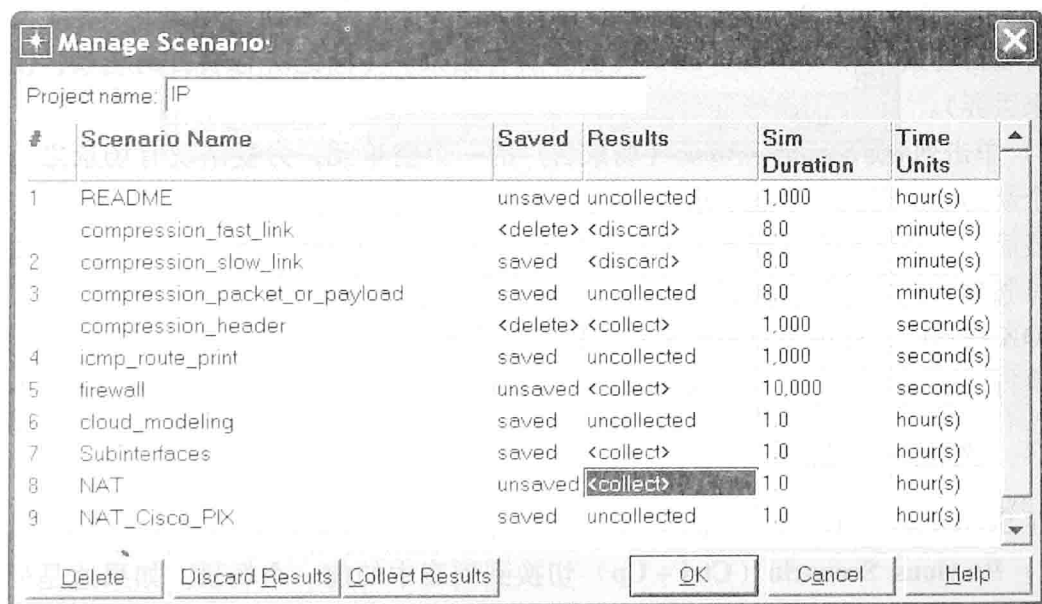 Manage Scenarios
Project name: IP
# Scenario Name Saved Results Sim Duration Time Units
1 README unsaved uncollected 1,000 hour(s)
compression_fast_link <delete> <discard> 8.0 minute(s)
2 compression_slow_link saved <discard> 8.0 minute(s)
3 compression_packet_or_payload saved uncollected 8.0 minute(s)
compression_header <delete> <collect> 1,000 second(s)
4 icmp_route_print saved uncollected 1,000 second(s)
5 firewall unsaved <collect> 10,000 second(s)
6 cloud_modeling saved uncollected 1.0 hour(s)
7 Subinterfaces saved <collect> 1.0 hour(s)
8 NAT unsaved <collect> 1.0 hour(s)
9 NAT_Cisco_PIX saved uncollected 1.0 hour(s)
Delete Discard Results Collect Results OK Cancel Help